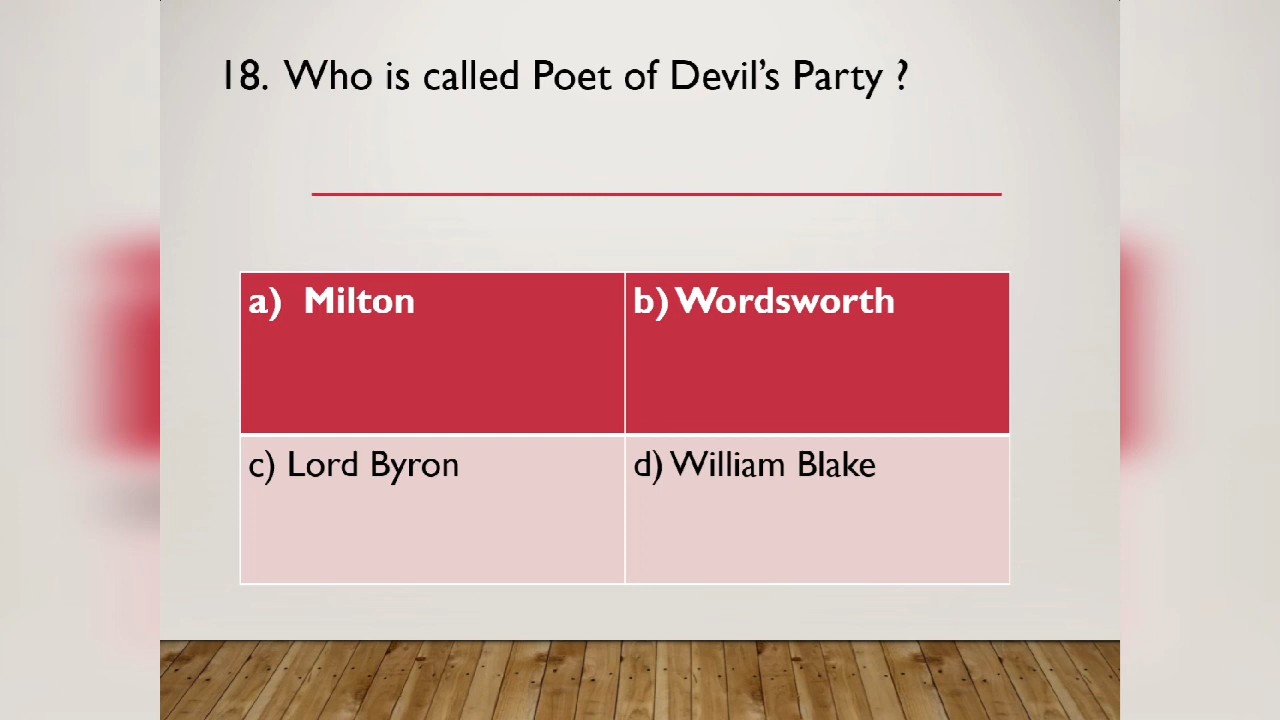 18. Who is called Poet of Devil's Party ?
a) Milton
b) Wordsworth
c) Lord Byron
d) William Blake